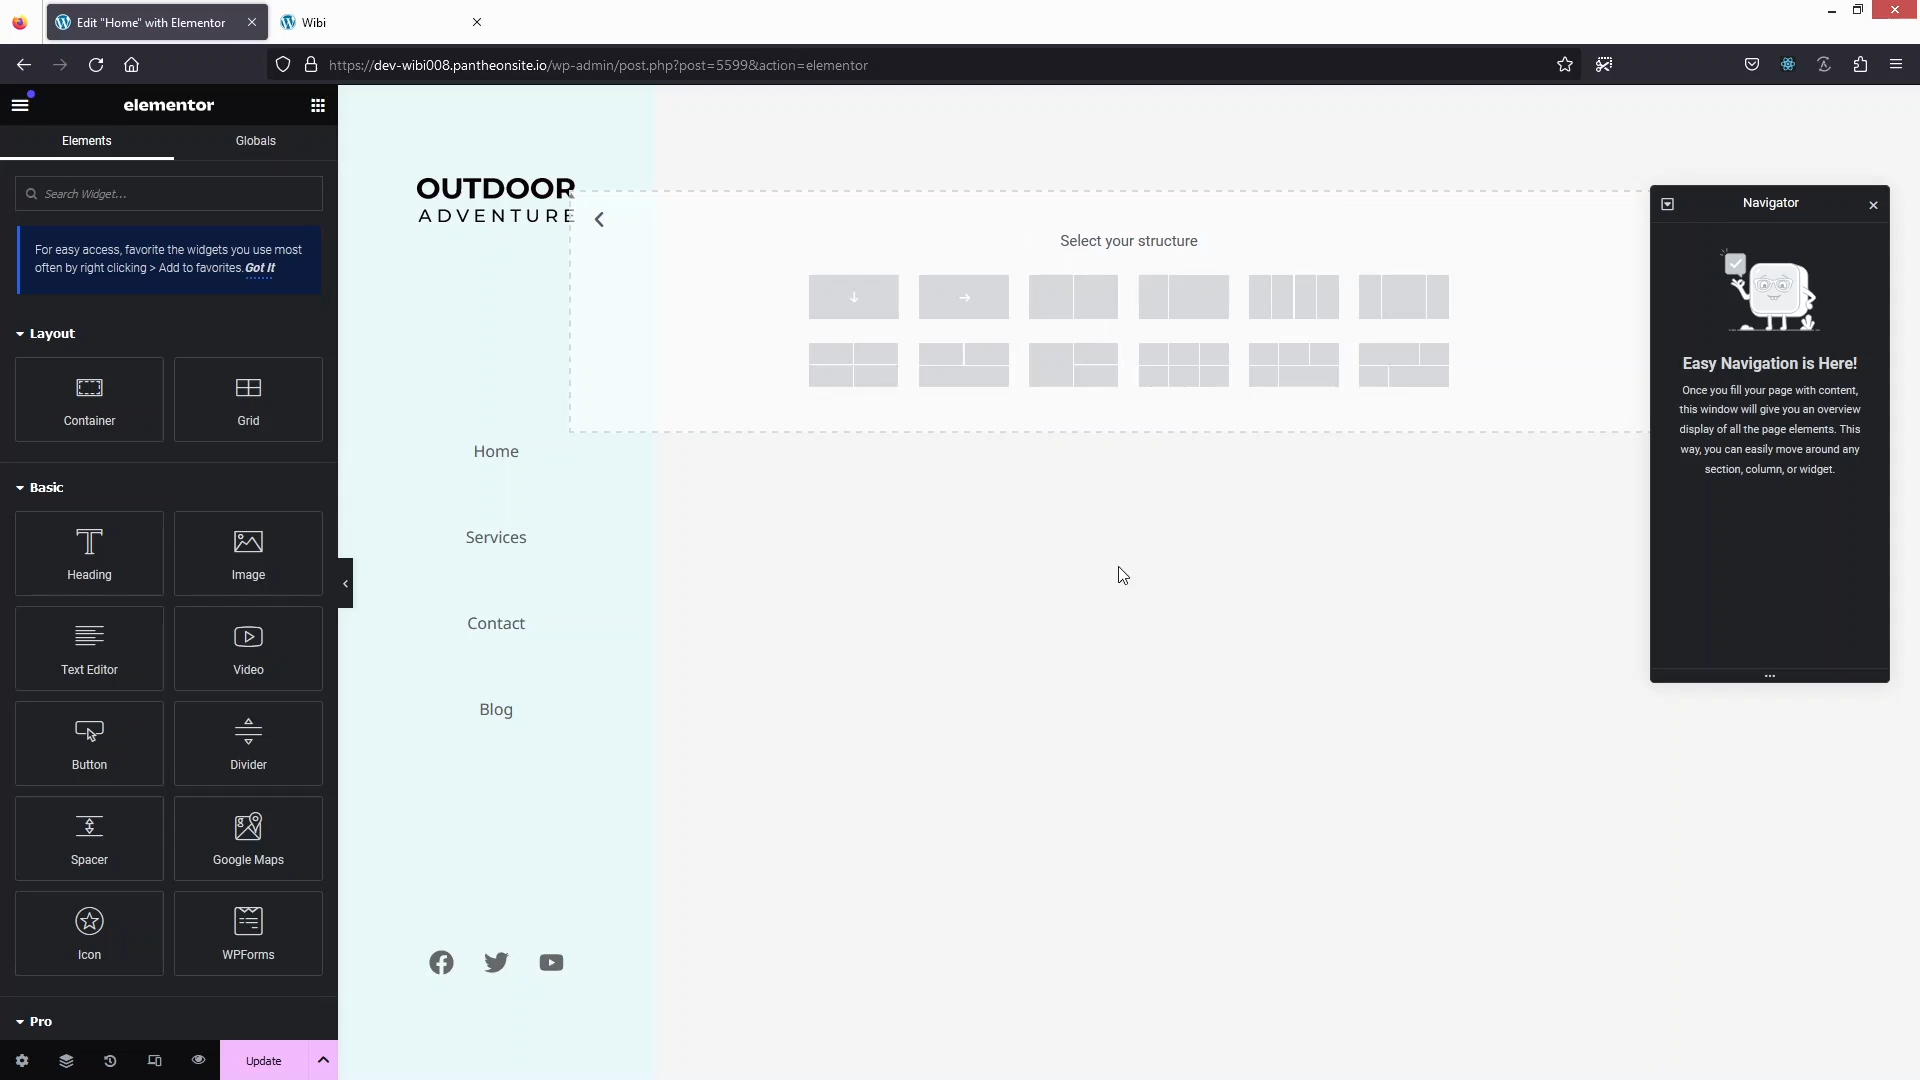 Edit "Home" with Elementor
Wibi
https://dev-wibi008.pantheonsite.io/wp-admin/post.php?post=5599&action=elementor
elementor
Elements
Globals
Search Widget...
For easy access, favorite the widgets you use most
often by right clicking > Add to favorites. Got It
Layout
Container
Grid
Basic
Heading
Image
Text Editor
Video
Button
Divider
Spacer
Google Maps
Icon
WPForms
Pro
Update
OUTDOOR
ADVENTURE
Home
Services
Contact
Blog
Select your structure
Navigator
Easy Navigation is Here!
Once you fill your page with content,
this window will give you an overview
display of all the page elements. This
way, you can easily move around any
section, column, or widget.